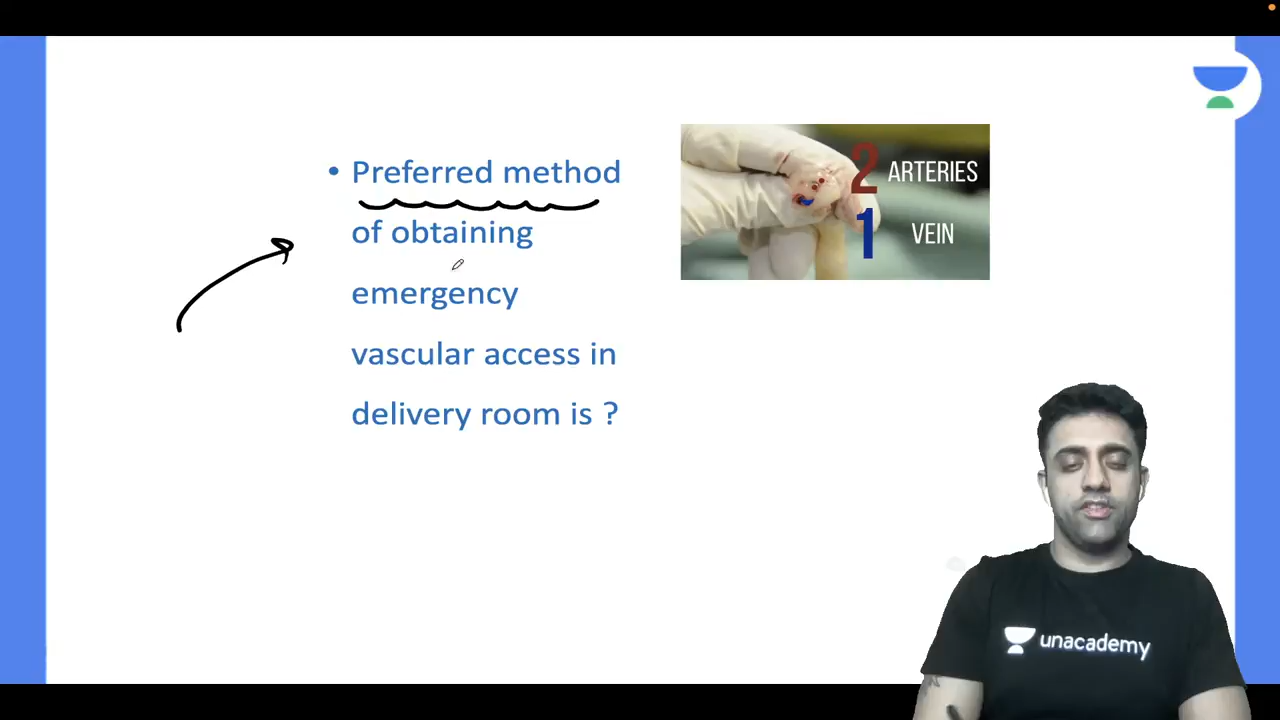 • Preferred method
of obtaining
emergency
vascular access in
delivery room is ?
2 ARTERIES
1 VEIN
unacademy